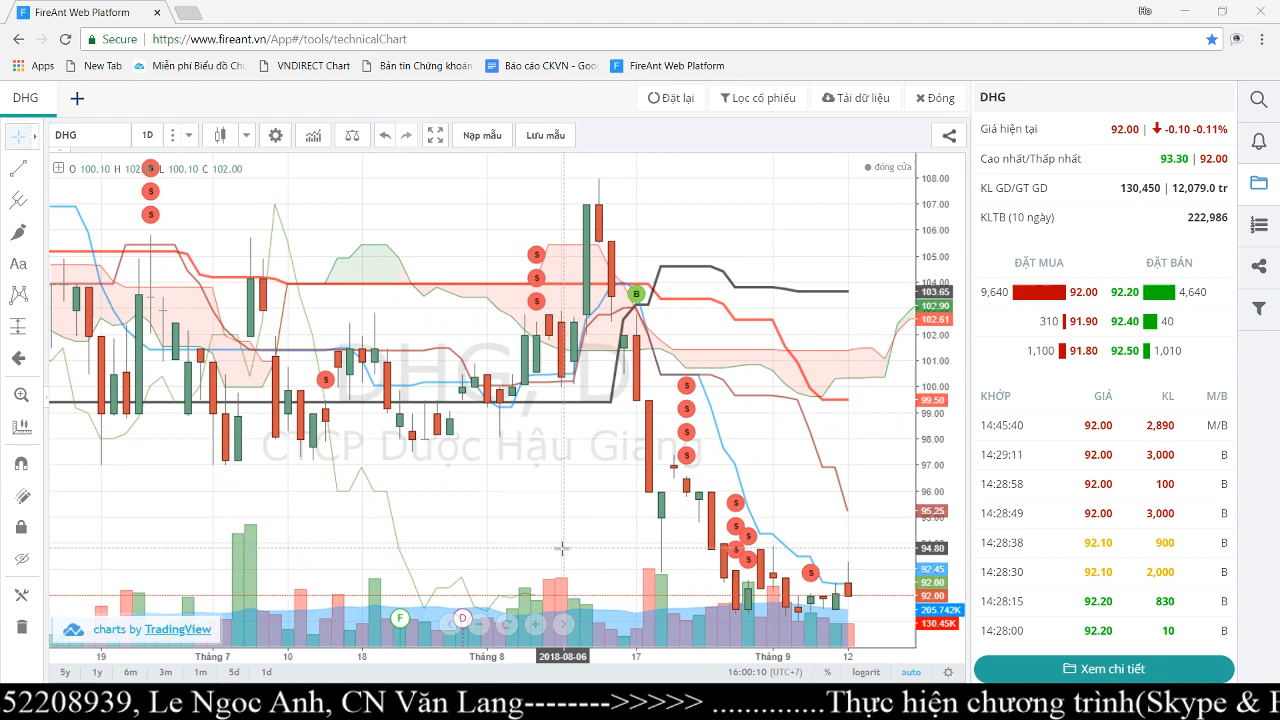 FireAnt Web Platform
Secure https://www.fireant.vn/App#/tools/technicalChart
Apps New Tab Miễn phí Biểu đồ Chu VNDIRECT Chart Bản tin Chứng khoán Báo cáo CKVN - Goo FireAnt Web Platform
DHG Đặt lại Lọc cổ phiếu Tải dữ liệu Đóng
DHG 1D Nạp mẫu Lưu mẫu
O 100.10 H L 100.10 C 102.00
đóng cửa
S
S
S
S
S
S
S
B
S
S
S
S
S
S
S
S
S
S
DHG, D
CTCP Dược Hậu Giang
108.00
107.00
106.00
105.00
104.00
103.65
102.90
102.61
102.00
101.00
100.00
99.50
99.00
98.00
97.00
96.00
95.25
95.00
94.80
92.45
92.00
92.00
205.742K
130.45K
F D
charts by TradingView
19 Tháng 7 10 18 Tháng 8 2018-08-06 17 Tháng 9 12
5y 1y 6m 3m 1m 5d 1d 16:00:10 (UTC+7) % logarit auto
Aa
DHG
Giá hiện tại 92.00 | -0.10 -0.11%
Cao nhất/Thấp nhất 93.30 | 92.00
KL GD/GT GD 130,450 | 12,079.0 tr
KLTB (10 ngày) 222,986
ĐẶT MUA ĐẶT BÁN
9,640 92.00 92.20 4,640
310 91.90 92.40 40
1,100 91.80 92.50 1,010
KHỚP GIÁ KL M/B
14:45:40 92.00 2,890 M/B
14:29:11 92.00 3,000 B
14:28:58 92.00 100 B
14:28:49 92.00 3,000 B
14:28:38 92.10 900 B
14:28:30 92.10 2,000 B
14:28:15 92.20 830 B
14:28:00 92.20 10 B
Xem chi tiết
52208939, Le Ngoc Anh, CN Văn Lang-------->>>>> ..............Thực hiện chương trình(Skype &